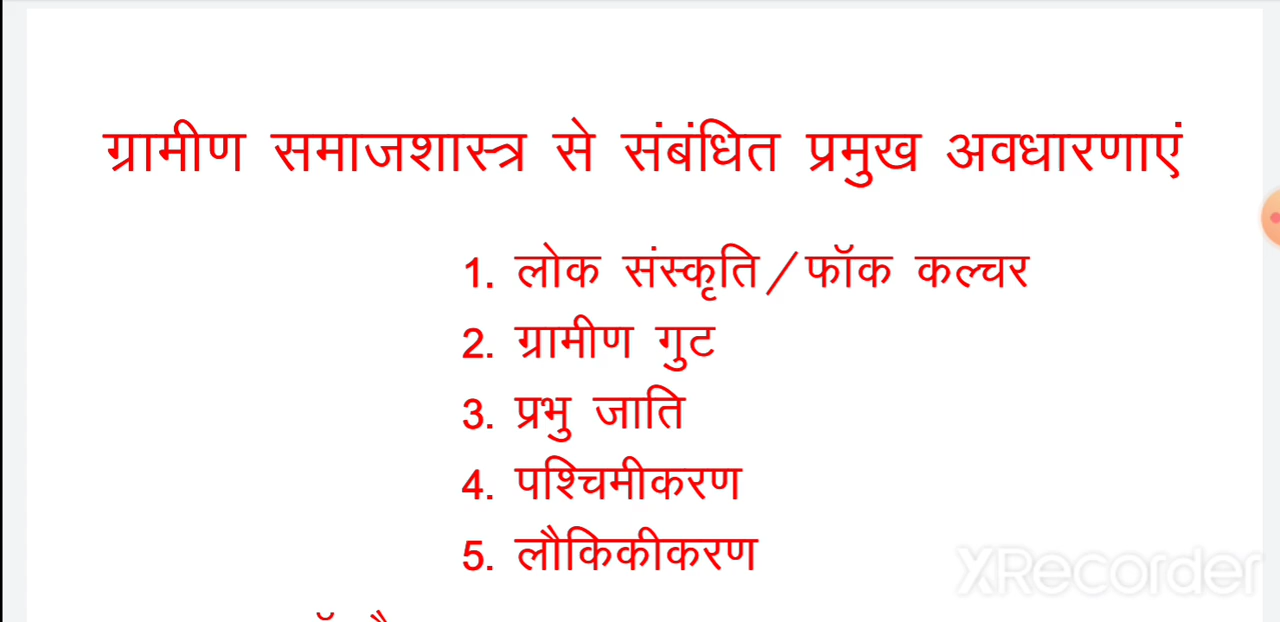 ग्रामीण समाजशास्त्र से संबंधित प्रमुख अवधारणाएं
1. लोक संस्कृति/फॉक कल्चर
2. ग्रामीण गुट
3. प्रभु जाति
4. पश्चिमीकरण
5. लौकिकीकरण
XRecorder